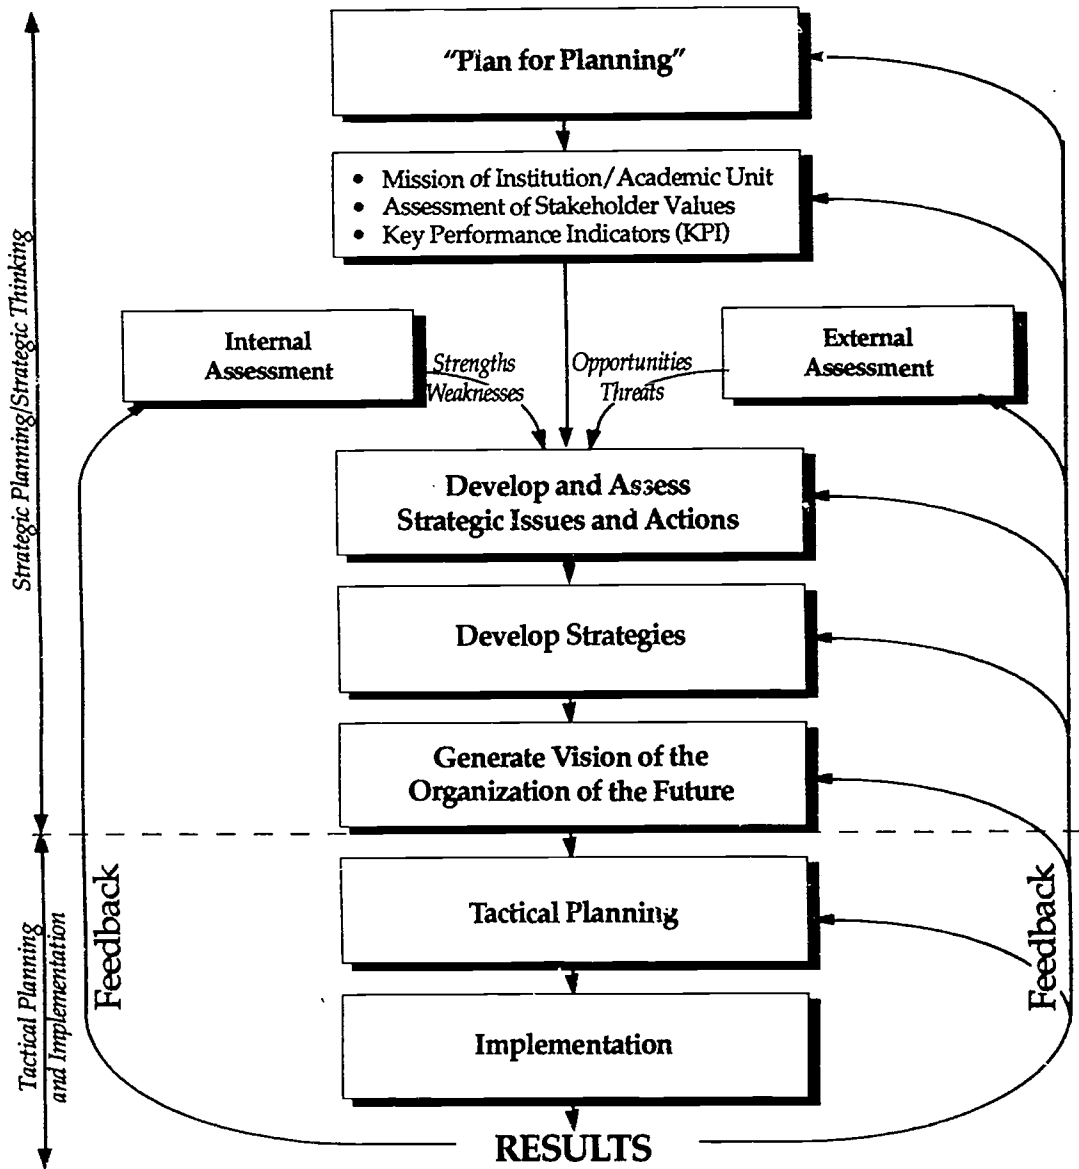 "Plan for Planning"
• Mission of Institution/Academic Unit
• Assessment of Stakeholder Values
• Key Performance Indicators (KPI)
Strategic Planning/Strategic Thinking
Internal
Assessment
Strengths
Weaknesses
Opportunities
Threats
External
Assessment
Develop and Assess
Strategic Issues and Actions
Develop Strategies
Generate Vision of the
Organization of the Future
Tactical Planning
and Implementation
Feedback
Tactical Planning
Feedback
Implementation
RESULTS